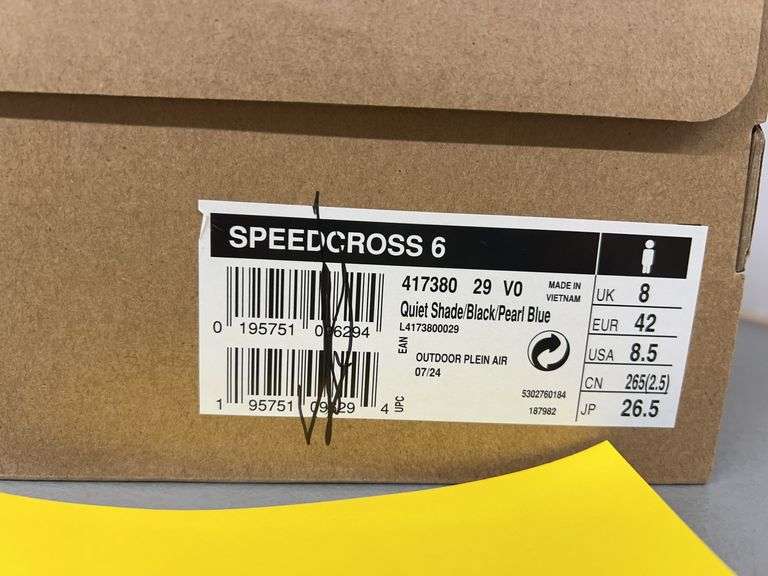 SPEEDCROSS 6
417380 29 V0
MADE IN
VIETNAM
Quiet Shade/Black/Pearl Blue
L4173800029
EAN
OUTDOOR PLEIN AIR
07/24
5302760184
187982
0 195751
1 95751
4 UPC
UK 8
EUR 42
USA 8.5
CN 265(2.5)
JP 26.5